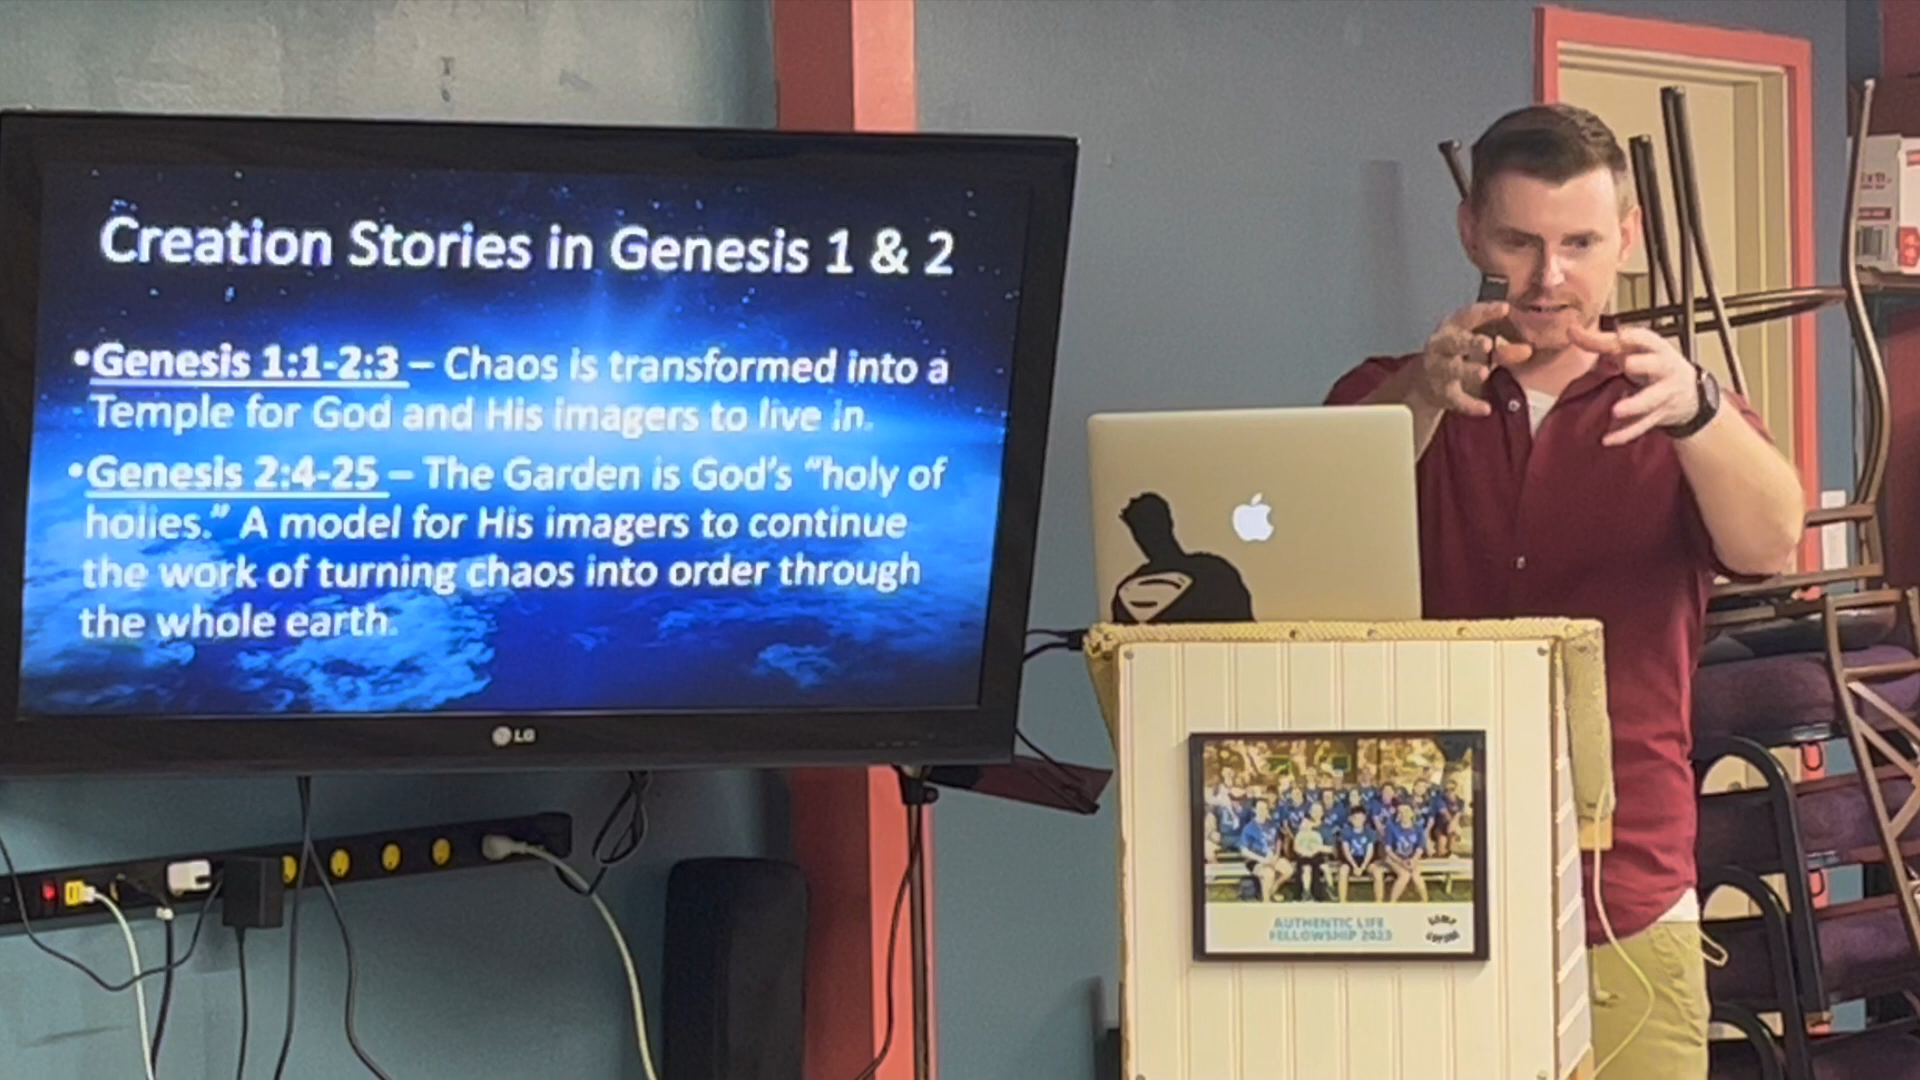 Creation Stories in Genesis 1 & 2
•Genesis 1:1-2:3 – Chaos is transformed into a
Temple for God and His imagers to live in.
•Genesis 2:4-25 – The Garden is God's "holy of
holies." A model for His imagers to continue
the work of turning chaos into order through
the whole earth.
LG
AUTHENTIC LIFE
FELLOWSHIP 2023